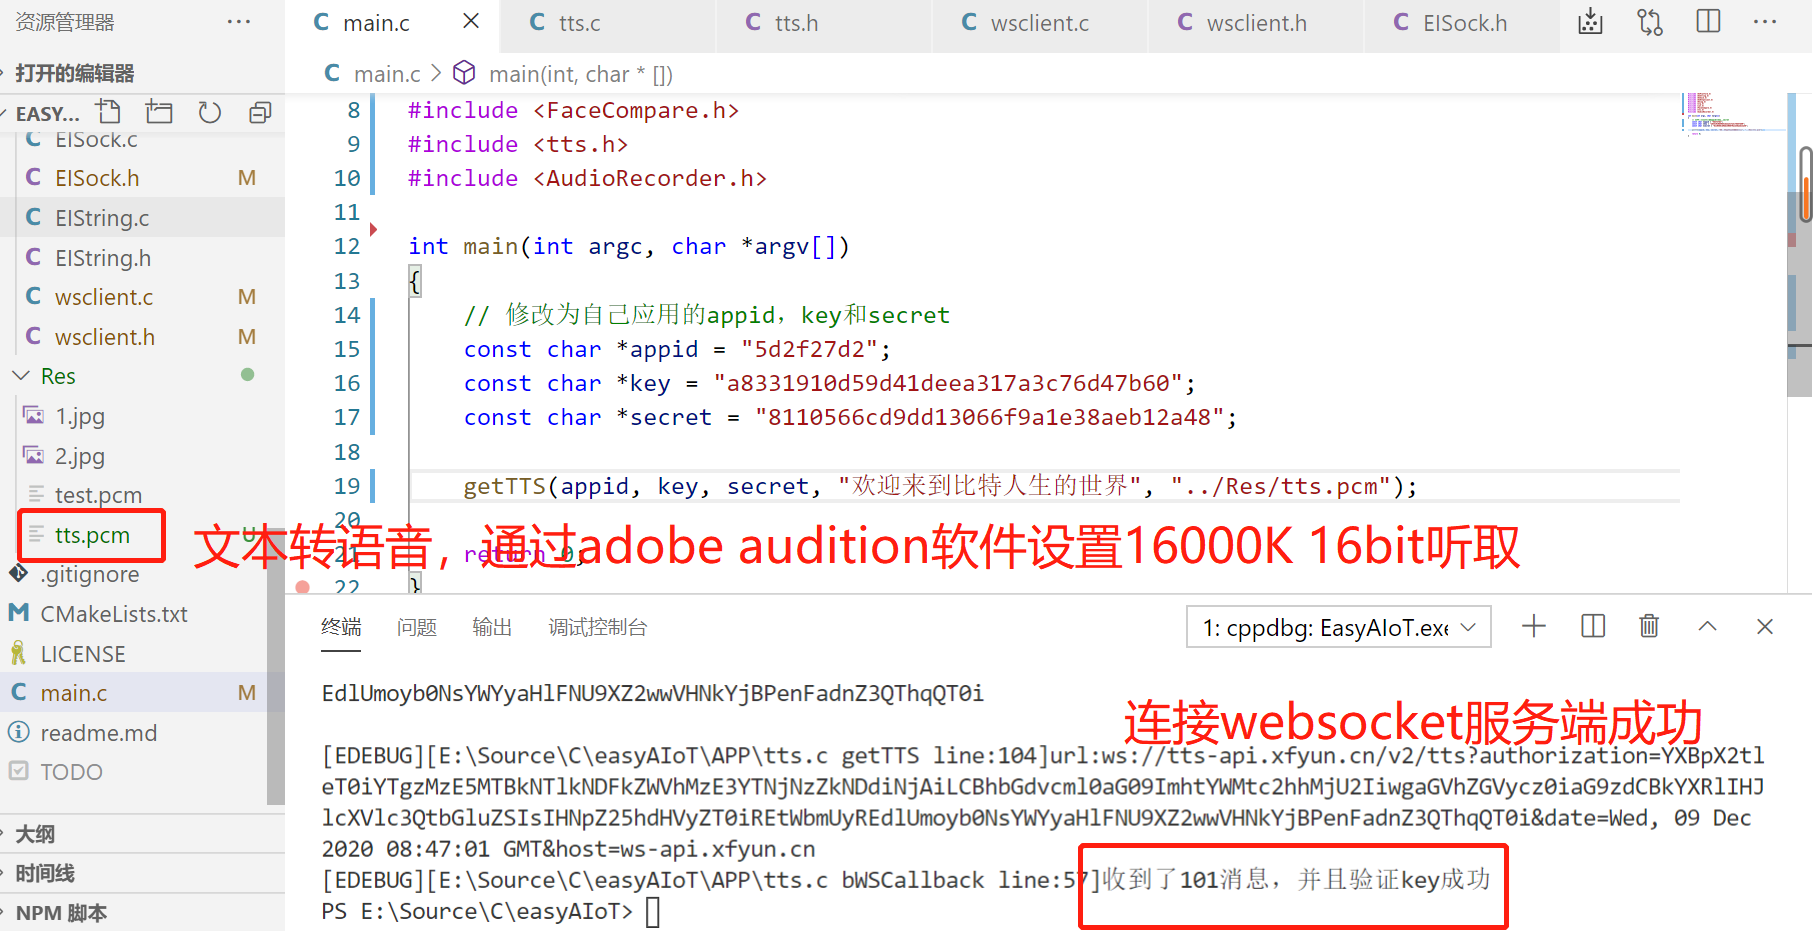 资源管理器 ···
打开的编辑器
EASY...
EISock.c
EISock.h M
EIString.c
EIString.h
wsclient.c M
wsclient.h M
Res
1.jpg
2.jpg
test.pcm
tts.pcm U
.gitignore
CMakeLists.txt
LICENSE
main.c M
readme.md
TODO
大纲
时间线
NPM 脚本
C main.c C tts.c C tts.h C wsclient.c C wsclient.h C EISock.h
C main.c > main(int, char * [])
8 #include <FaceCompare.h>
9 #include <tts.h>
10 #include <AudioRecorder.h>
11
12 int main(int argc, char *argv[])
13 {
14 // 修改为自己应用的appid，key和secret
15 const char *appid = "5d2f27d2";
16 const char *key = "a8331910d59d41deea317a3c76d47b60";
17 const char *secret = "8110566cd9dd13066f9a1e38aeb12a48";
18
19 getTTS(appid, key, secret, "欢迎来到比特人生的世界", "../Res/tts.pcm");
20
文本转语音，通过adobe audition软件设置16000K 16bit听取
21 return 0;
22 }
终端 问题 输出 调试控制台 1: cppdbg: EasyAIoT.exe
EdlUmoyb0NsYWYyaHlFNU9XZ2wwVHNkYjBPenFadnZ3QThqQT0i
连接websocket服务端成功
[EDEBUG][E:\Source\C\easyAIoT\APP\tts.c getTTS line:104]url:ws://tts-api.xfyun.cn/v2/tts?authorization=YXBpX2tl
eT0iYTgzMzE5MTBkNTlkNDFkZWVhMzE3YTNjNzZkNDdiNjAiLCBhbGdvcml0aG09ImhtYWMtc2hhMjU2IiwgaGVhZGVycz0iaG9zdCBkYXRlIHJ
lcXVlc3QtbGluZSIsIHNpZ25hdHVyZT0iREtWbmUyREdlUmoyb0NsYWYyaHlFNU9XZ2wwVHNkYjBPenFadnZ3QThqQT0i&date=Wed, 09 Dec
2020 08:47:01 GMT&host=ws-api.xfyun.cn
[EDEBUG][E:\Source\C\easyAIoT\APP\tts.c bWSCallback line:57]收到了101消息，并且验证key成功
PS E:\Source\C\easyAIoT>